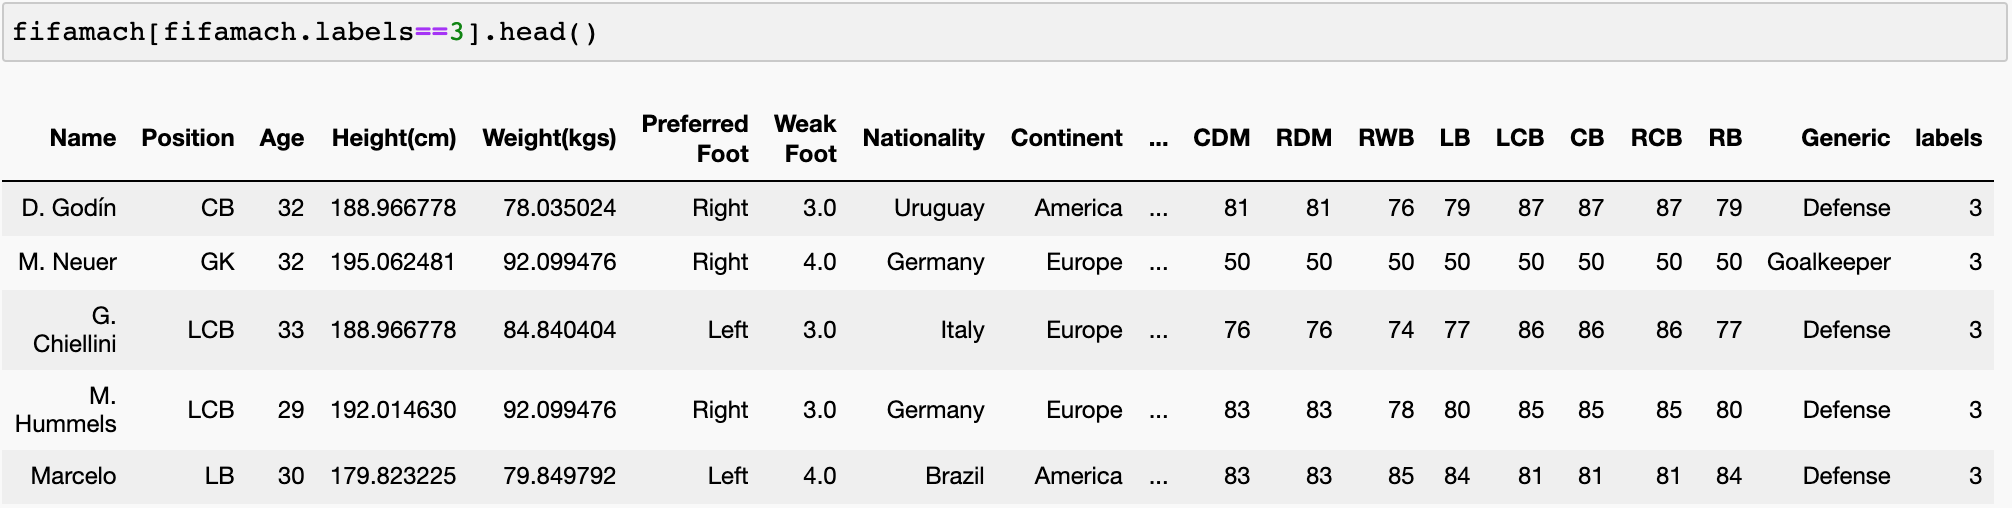 fifamach[fifamach.labels==3].head()
Name Position Age Height(cm) Weight(kgs) Preferred Foot Weak Foot Nationality Continent ... CDM RDM RWB LB LCB CB RCB RB Generic labels
D. Godín CB 32 188.966778 78.035024 Right 3.0 Uruguay America ... 81 81 76 79 87 87 87 79 Defense 3
M. Neuer GK 32 195.062481 92.099476 Right 4.0 Germany Europe ... 50 50 50 50 50 50 50 50 Goalkeeper 3
G. Chiellini LCB 33 188.966778 84.840404 Left 3.0 Italy Europe ... 76 76 74 77 86 86 86 77 Defense 3
M. Hummels LCB 29 192.014630 92.099476 Right 3.0 Germany Europe ... 83 83 78 80 85 85 85 80 Defense 3
Marcelo LB 30 179.823225 79.849792 Left 4.0 Brazil America ... 83 83 85 84 81 81 81 84 Defense 3